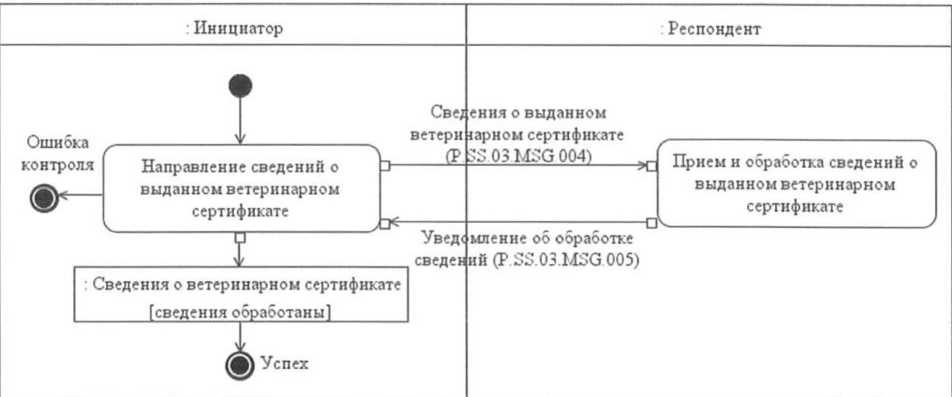 : Инициатор
: Респондент
Сведения о выданном
ветеринарном сертификате
(P.SS.03.MSG.004)
Ошибка
контроля
Направление сведений о
выданном ветеринарном
сертификате
Прием и обработка сведений о
выданном ветеринарном
сертификате
Уведомление об обработке
сведений (P.SS.03.MSG.005)
: Сведения о ветеринарном сертификате
[сведения обработаны]
Успех